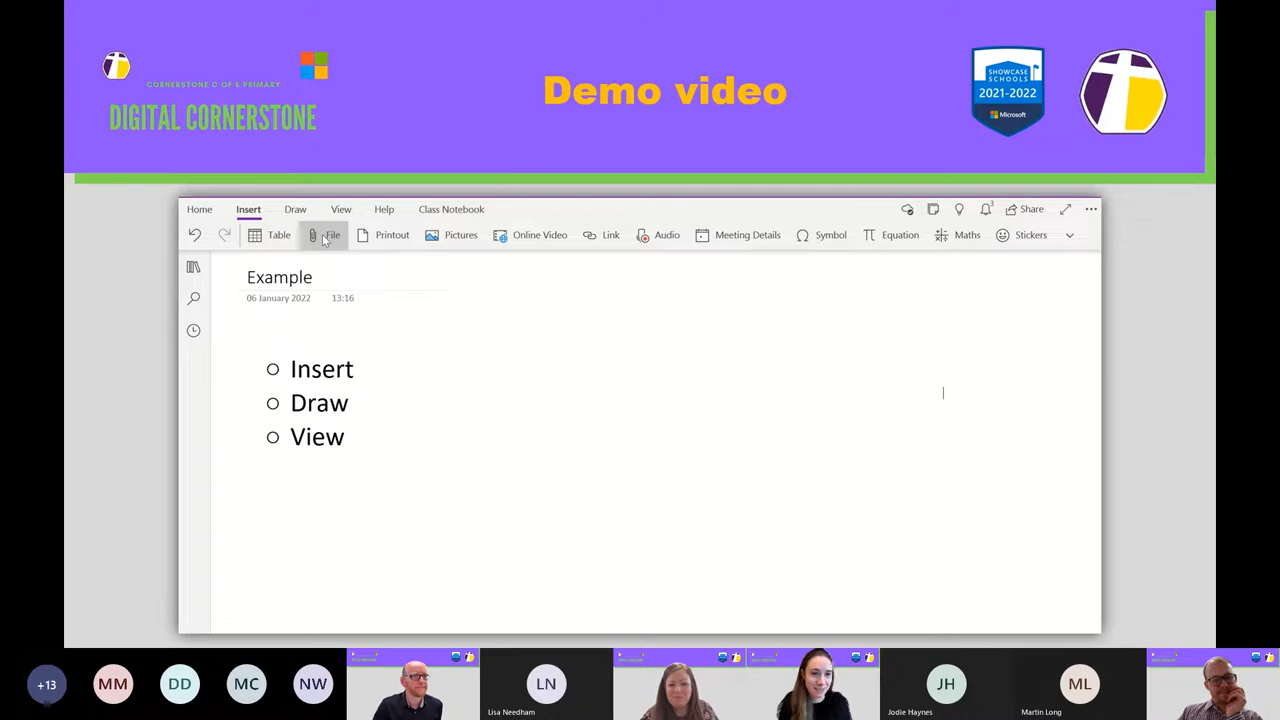 CORNERSTONE C OF E PRIMARY
DIGITAL CORNERSTONE
Demo video
SHOWCASE SCHOOLS
2021-2022
Microsoft
Home Insert Draw View Help Class Notebook
3
Share
Table File Printout Pictures Online Video Link Audio Meeting Details Symbol Equation Maths Stickers
Example
06 January 2022 13:16
Insert
Draw
View
+13 MM DD MC NW LN JH ML
Lisa Needham
Jodie Haynes
Martin Long